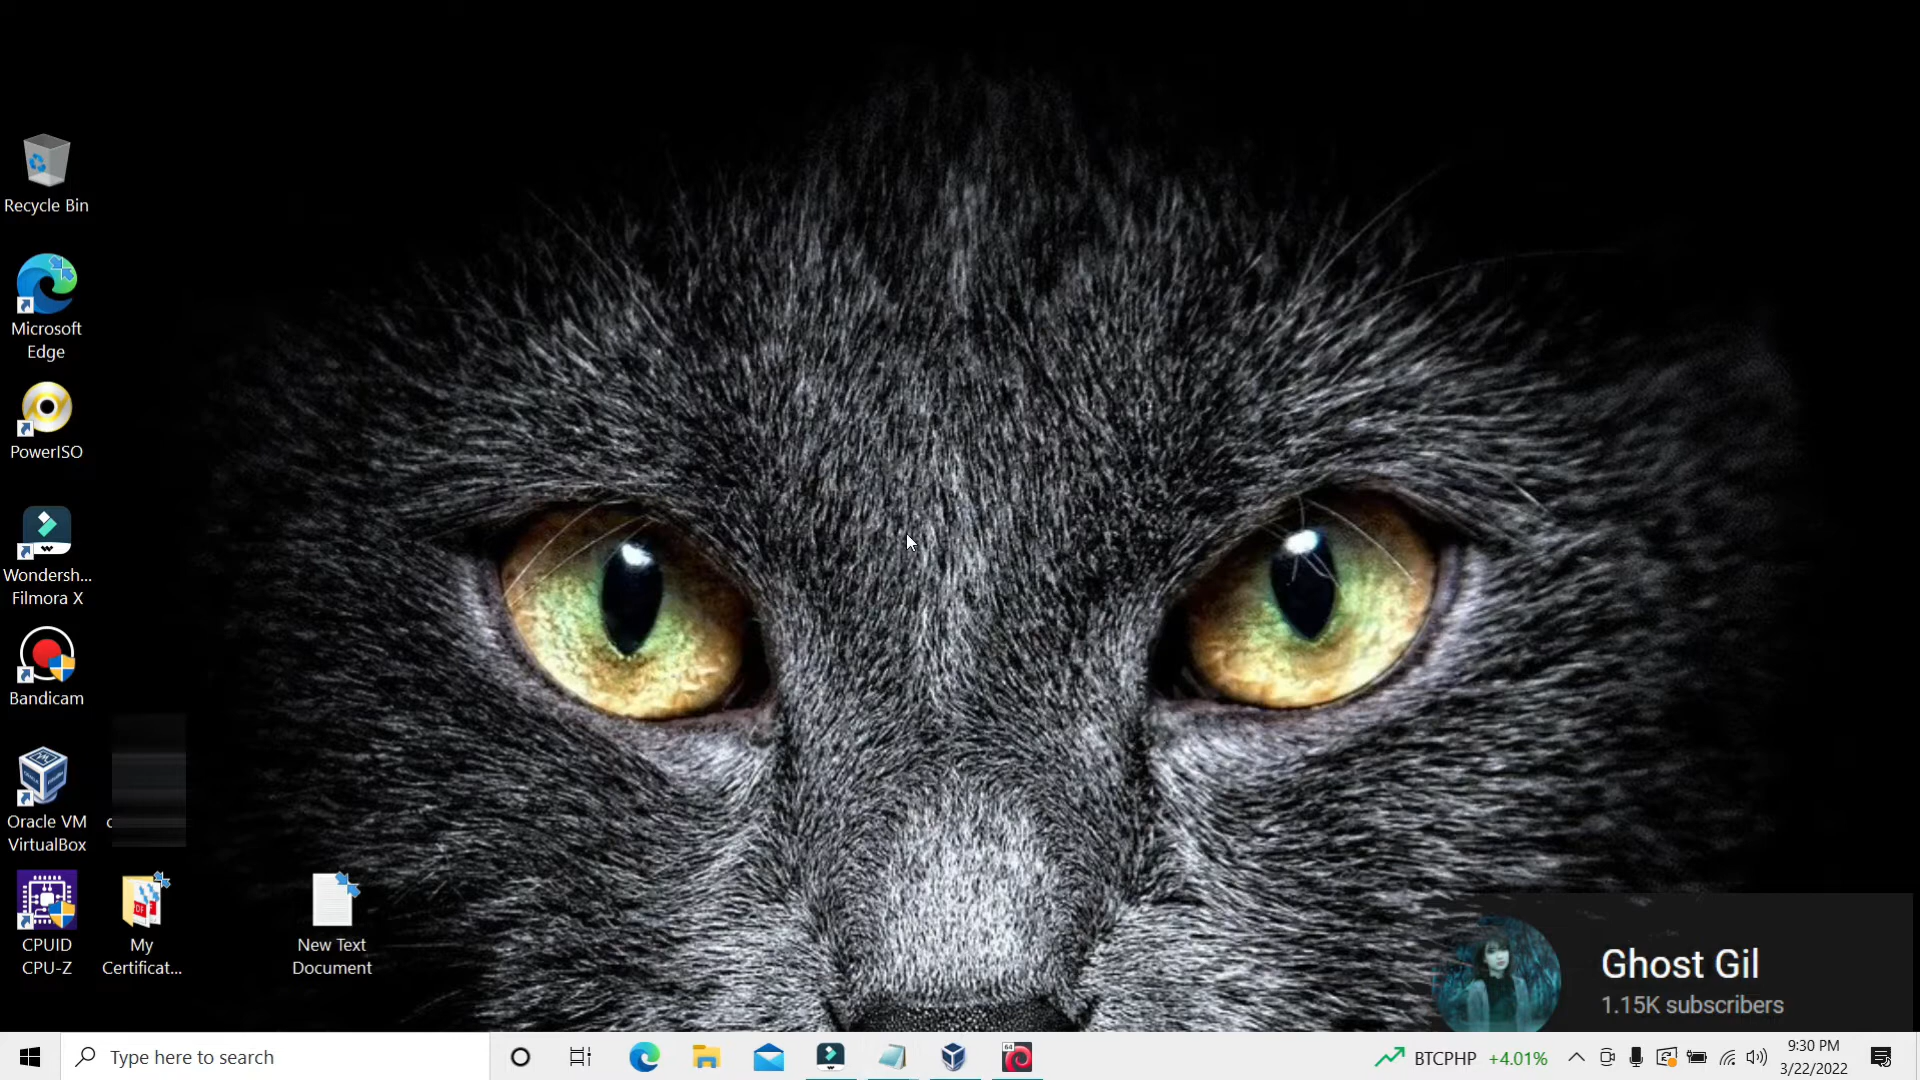 Recycle Bin
Microsoft
Edge
PowerISO
Wondersh...
Filmora X
Bandicam
Oracle VM
VirtualBox
CPUID
CPU-Z
My
Certificat...
New Text
Document
Ghost Gil
1.15K subscribers
Type here to search
64
BTCPHP +4.01%
9:30 PM
3/22/2022